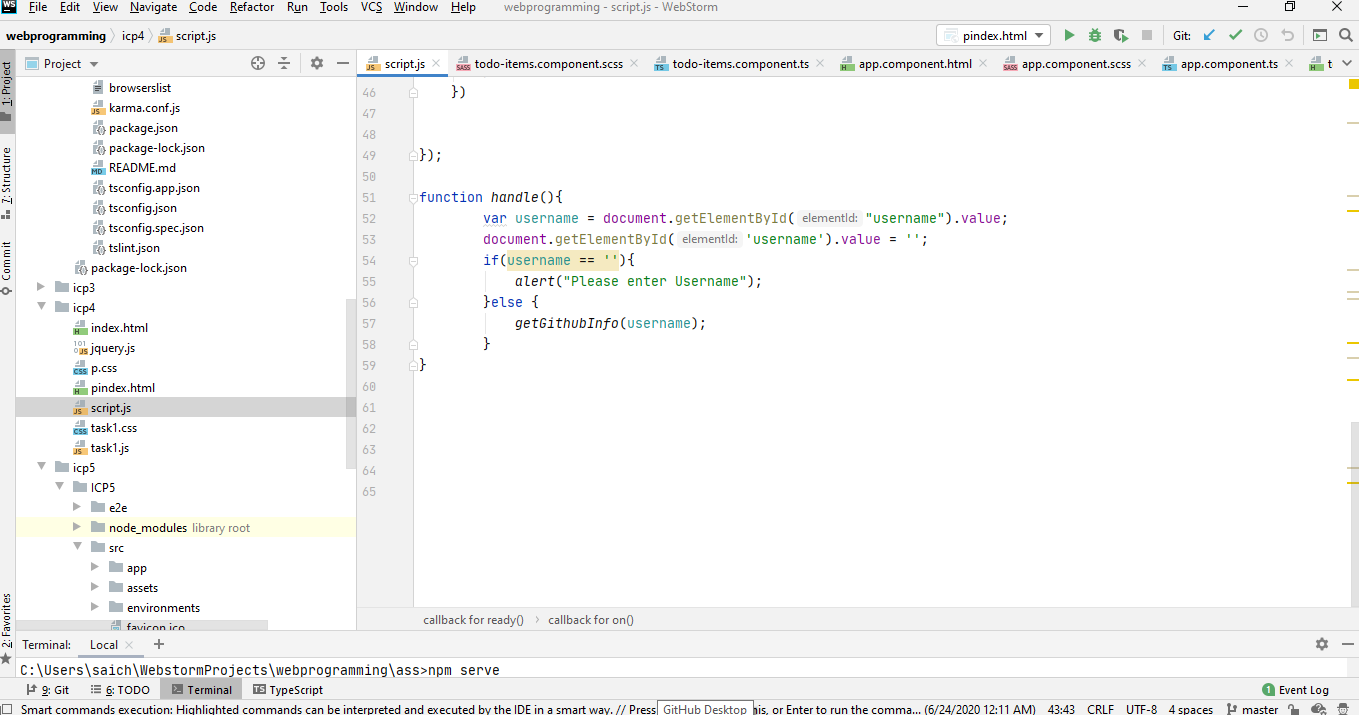 WS File Edit View Navigate Code Refactor Run Tools VCS Window Help webprogramming - script.js - WebStorm
webprogramming icp4 script.js pindex.html Git:
Project
script.js todo-items.component.scss todo-items.component.ts app.component.html app.component.scss app.component.ts t
1: Project
7: Structure
Commit
2: Favorites
browserslist
karma.conf.js
package.json
package-lock.json
README.md
tsconfig.app.json
tsconfig.json
tsconfig.spec.json
tslint.json
package-lock.json
icp3
icp4
index.html
jquery.js
p.css
pindex.html
script.js
task1.css
task1.js
icp5
ICP5
e2e
node_modules library root
src
app
assets
environments
favicon.ico
46 })
47
48
49 });
50
51 function handle(){
52 var username = document.getElementById( elementId: "username").value;
53 document.getElementById( elementId: 'username').value = '';
54 if(username == ''){
55 alert("Please enter Username");
56 }else {
57 getGithubInfo(username);
58 }
59 }
60
61
62
63
64
65
callback for ready() callback for on()
Terminal: Local
C:\Users\saich\WebstormProjects\webprogramming\ass>npm serve
9: Git 6: TODO Terminal TypeScript 1 Event Log
Smart commands execution: Highlighted commands can be interpreted and executed by the IDE in a smart way. // Press GitHub Desktop his, or Enter to run the comma... (6/24/2020 12:11 AM) 43:43 CRLF UTF-8 4 spaces master